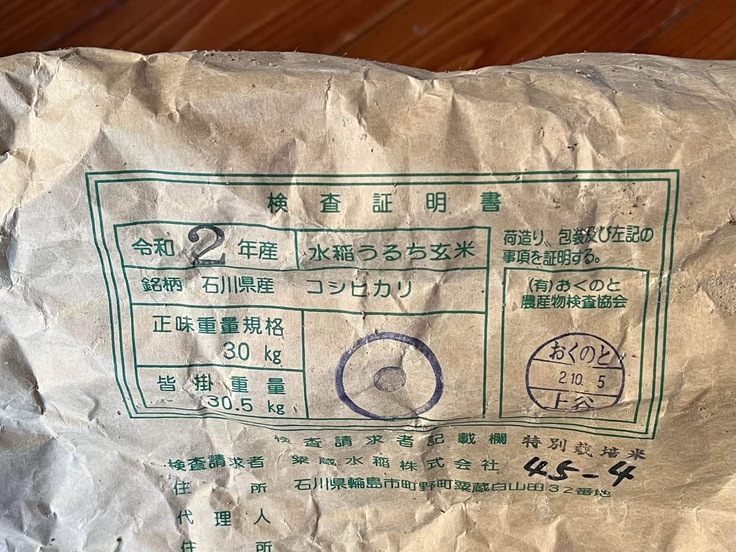 検査証明書
令和2年産 水稲うるち玄米
銘柄 石川県産 コシヒカリ
正味重量規格
30 kg
皆掛重量
30.5 kg
荷造り、包装及び左記の
事項を証明する。
(有)おくのと
農産物検査協会
おくのと
2.10.5
上谷
検査請求者記載欄 特別栽培米
検査請求者 粟蔵水稲株式会社 45-4
住所 石川県輪島市町野町粟蔵白山田32番地
代理人
住所